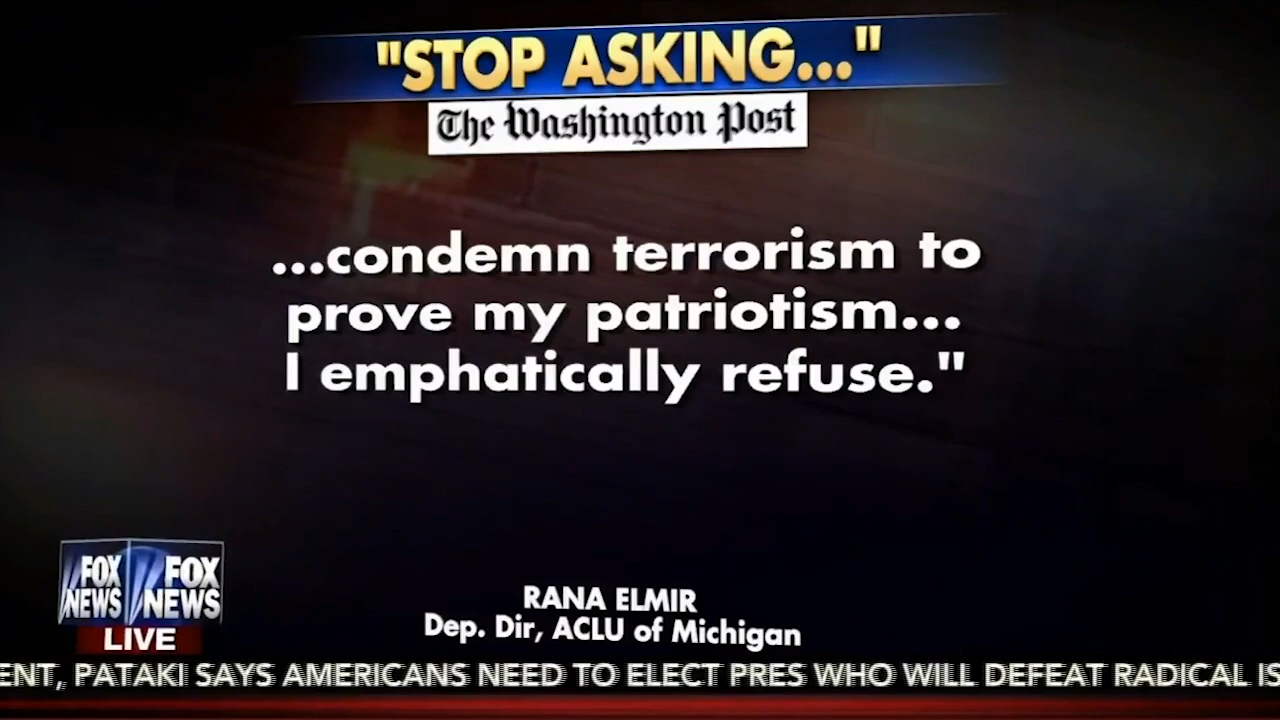 "STOP ASKING..."
The Washington Post
...condemn terrorism to
prove my patriotism...
I emphatically refuse."
RANA ELMIR
Dep. Dir, ACLU of Michigan
FOX NEWS FOX NEWS
LIVE
ENT, PATAKI SAYS AMERICANS NEED TO ELECT PRES WHO WILL DEFEAT RADICAL IS